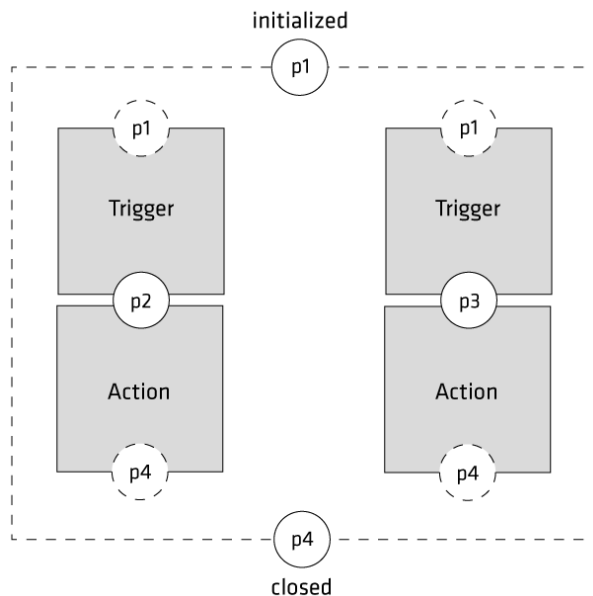 initialized
p1
p1
p1
Trigger
Trigger
p2
p3
Action
Action
p4
p4
p4
closed